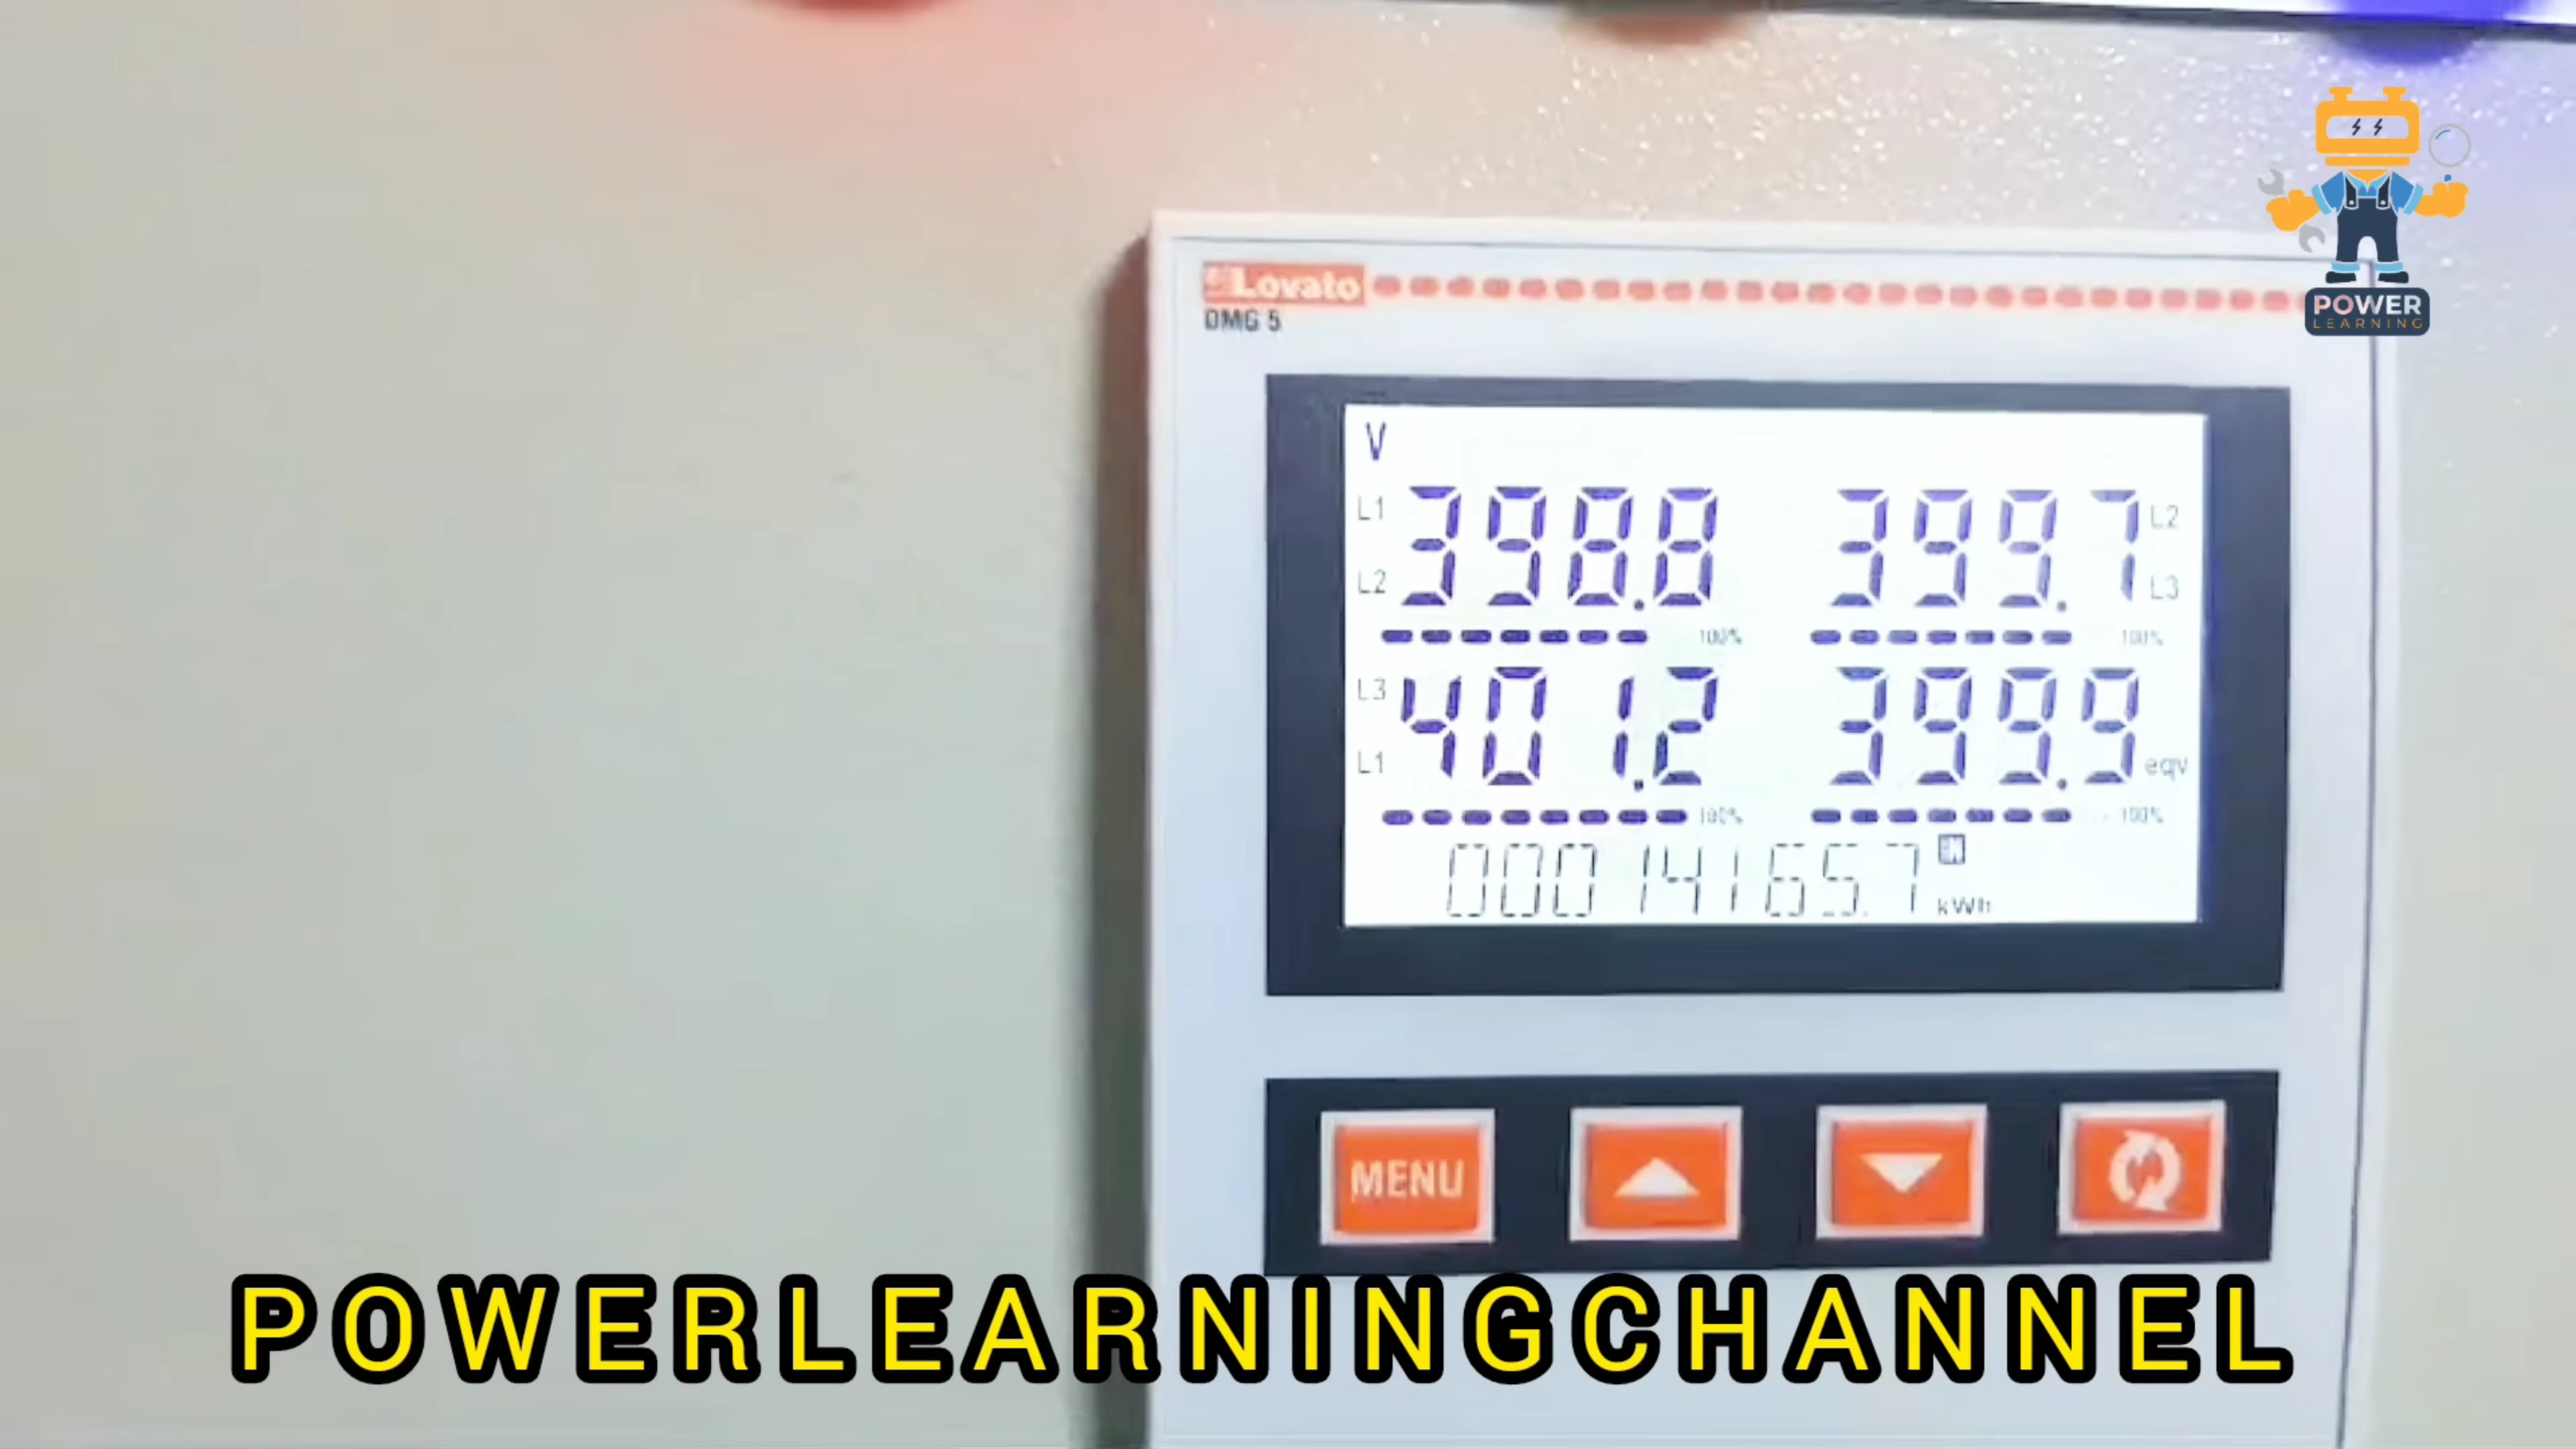 POWER
LEARNING
Lovato
DMG 5
V
L1 398.8 399.7 L2
L2 L3
100% 100%
L3 401.2 399.9
L1 eqv
100% 100%
00014165.7 IN
kWh
MENU
POWERLEARNINGCHANNEL